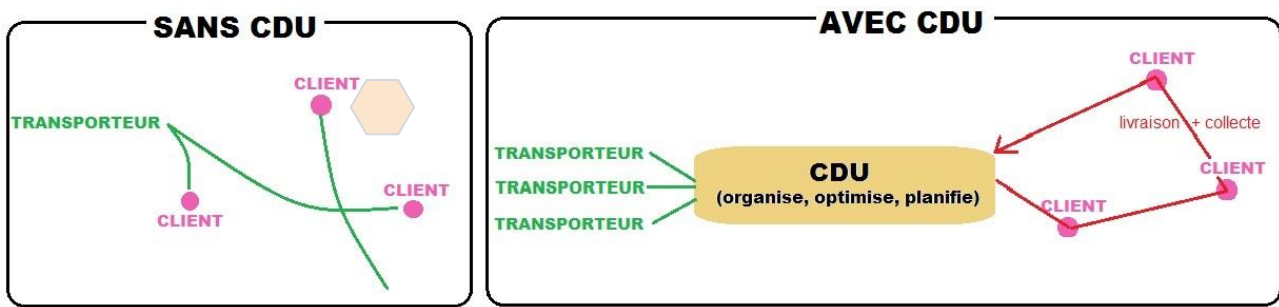 SANS CDU
CLIENT
TRANSPORTEUR
CLIENT
CLIENT
AVEC CDU
CLIENT
livraison + collecte
TRANSPORTEUR
TRANSPORTEUR
TRANSPORTEUR
CDU
(organise, optimise, planifie)
CLIENT
CLIENT